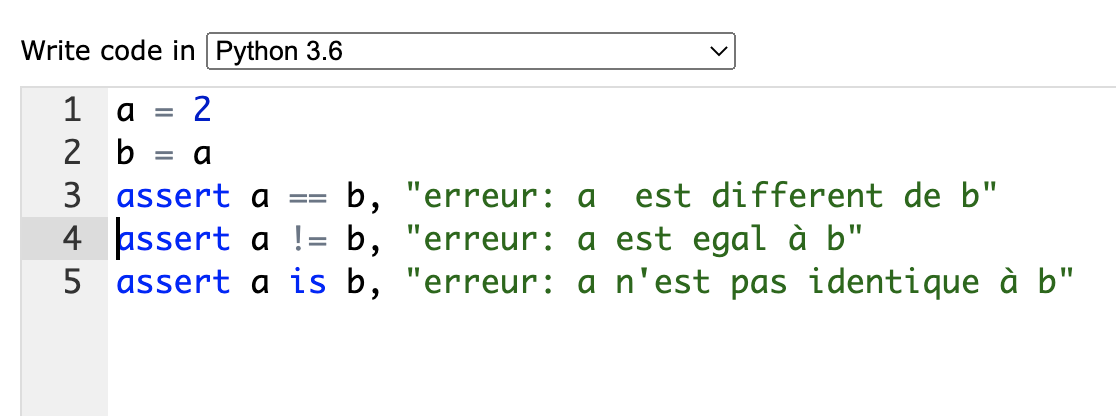 Write code in Python 3.6
1 a = 2
2 b = a
3 assert a == b, "erreur: a  est different de b"
4 assert a != b, "erreur: a est egal à b"
5 assert a is b, "erreur: a n'est pas identique à b"